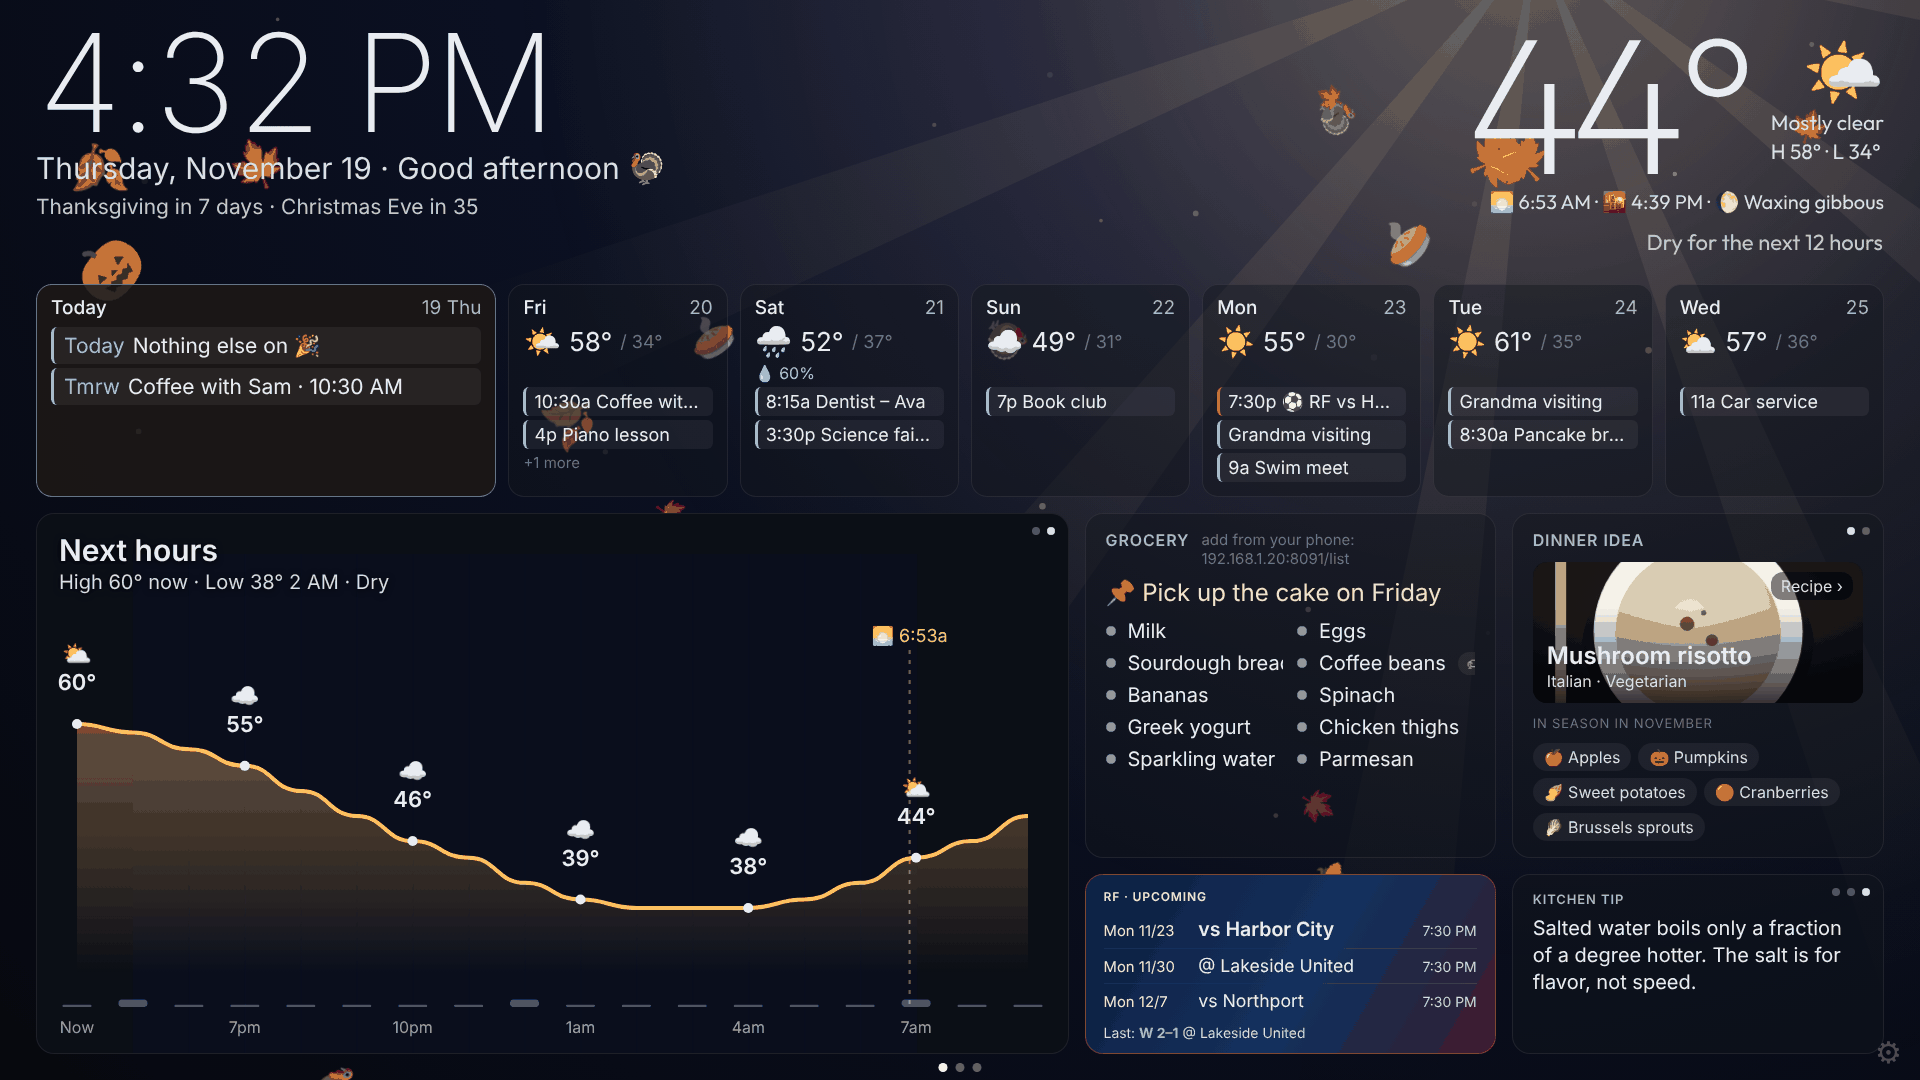 4:32 PM
Thursday, November 19 · Good afternoon
Thanksgiving in 7 days · Christmas Eve in 35
44°
Mostly clear
H 58° · L 34°
6:53 AM · 4:39 PM · Waxing gibbous
Dry for the next 12 hours
Today 19 Thu
Today Nothing else on
Tmrw Coffee with Sam · 10:30 AM
Fri 20
58° / 34°
10:30a Coffee wit...
4p Piano lesson
+1 more
Sat 21
52° / 37°
60%
8:15a Dentist – Ava
3:30p Science fai...
Sun 22
49° / 31°
7p Book club
Mon 23
55° / 30°
7:30p RF vs H...
Grandma visiting
9a Swim meet
Tue 24
61° / 35°
Grandma visiting
8:30a Pancake br...
Wed 25
57° / 36°
11a Car service
Next hours
High 60° now · Low 38° 2 AM · Dry
6:53a
60°
55°
46°
39°
38°
44°
Now 7pm 10pm 1am 4am 7am
GROCERY add from your phone:
192.168.1.20:8091/list
Pick up the cake on Friday
Milk
Sourdough bread
Bananas
Greek yogurt
Sparkling water
Eggs
Coffee beans
Spinach
Chicken thighs
Parmesan
DINNER IDEA
Recipe ›
Mushroom risotto
Italian · Vegetarian
IN SEASON IN NOVEMBER
Apples Pumpkins
Sweet potatoes Cranberries
Brussels sprouts
RF · UPCOMING
Mon 11/23 vs Harbor City 7:30 PM
Mon 11/30 @ Lakeside United 7:30 PM
Mon 12/7 vs Northport 7:30 PM
Last: W 2–1 @ Lakeside United
KITCHEN TIP
Salted water boils only a fraction
of a degree hotter. The salt is for
flavor, not speed.